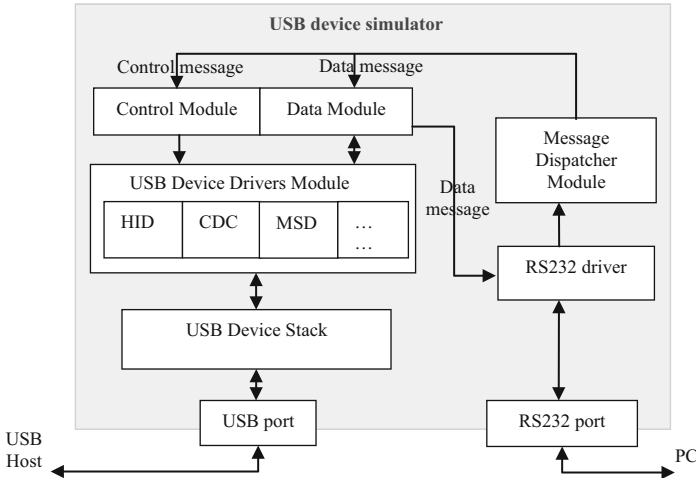 USB device simulator
Control message
Data message
Control Module
Data Module
Message
Dispatcher
Module
USB Device Drivers Module
HID
CDC
MSD
…
…
Data
message
RS232 driver
USB Device Stack
USB port
RS232 port
USB
Host
PC